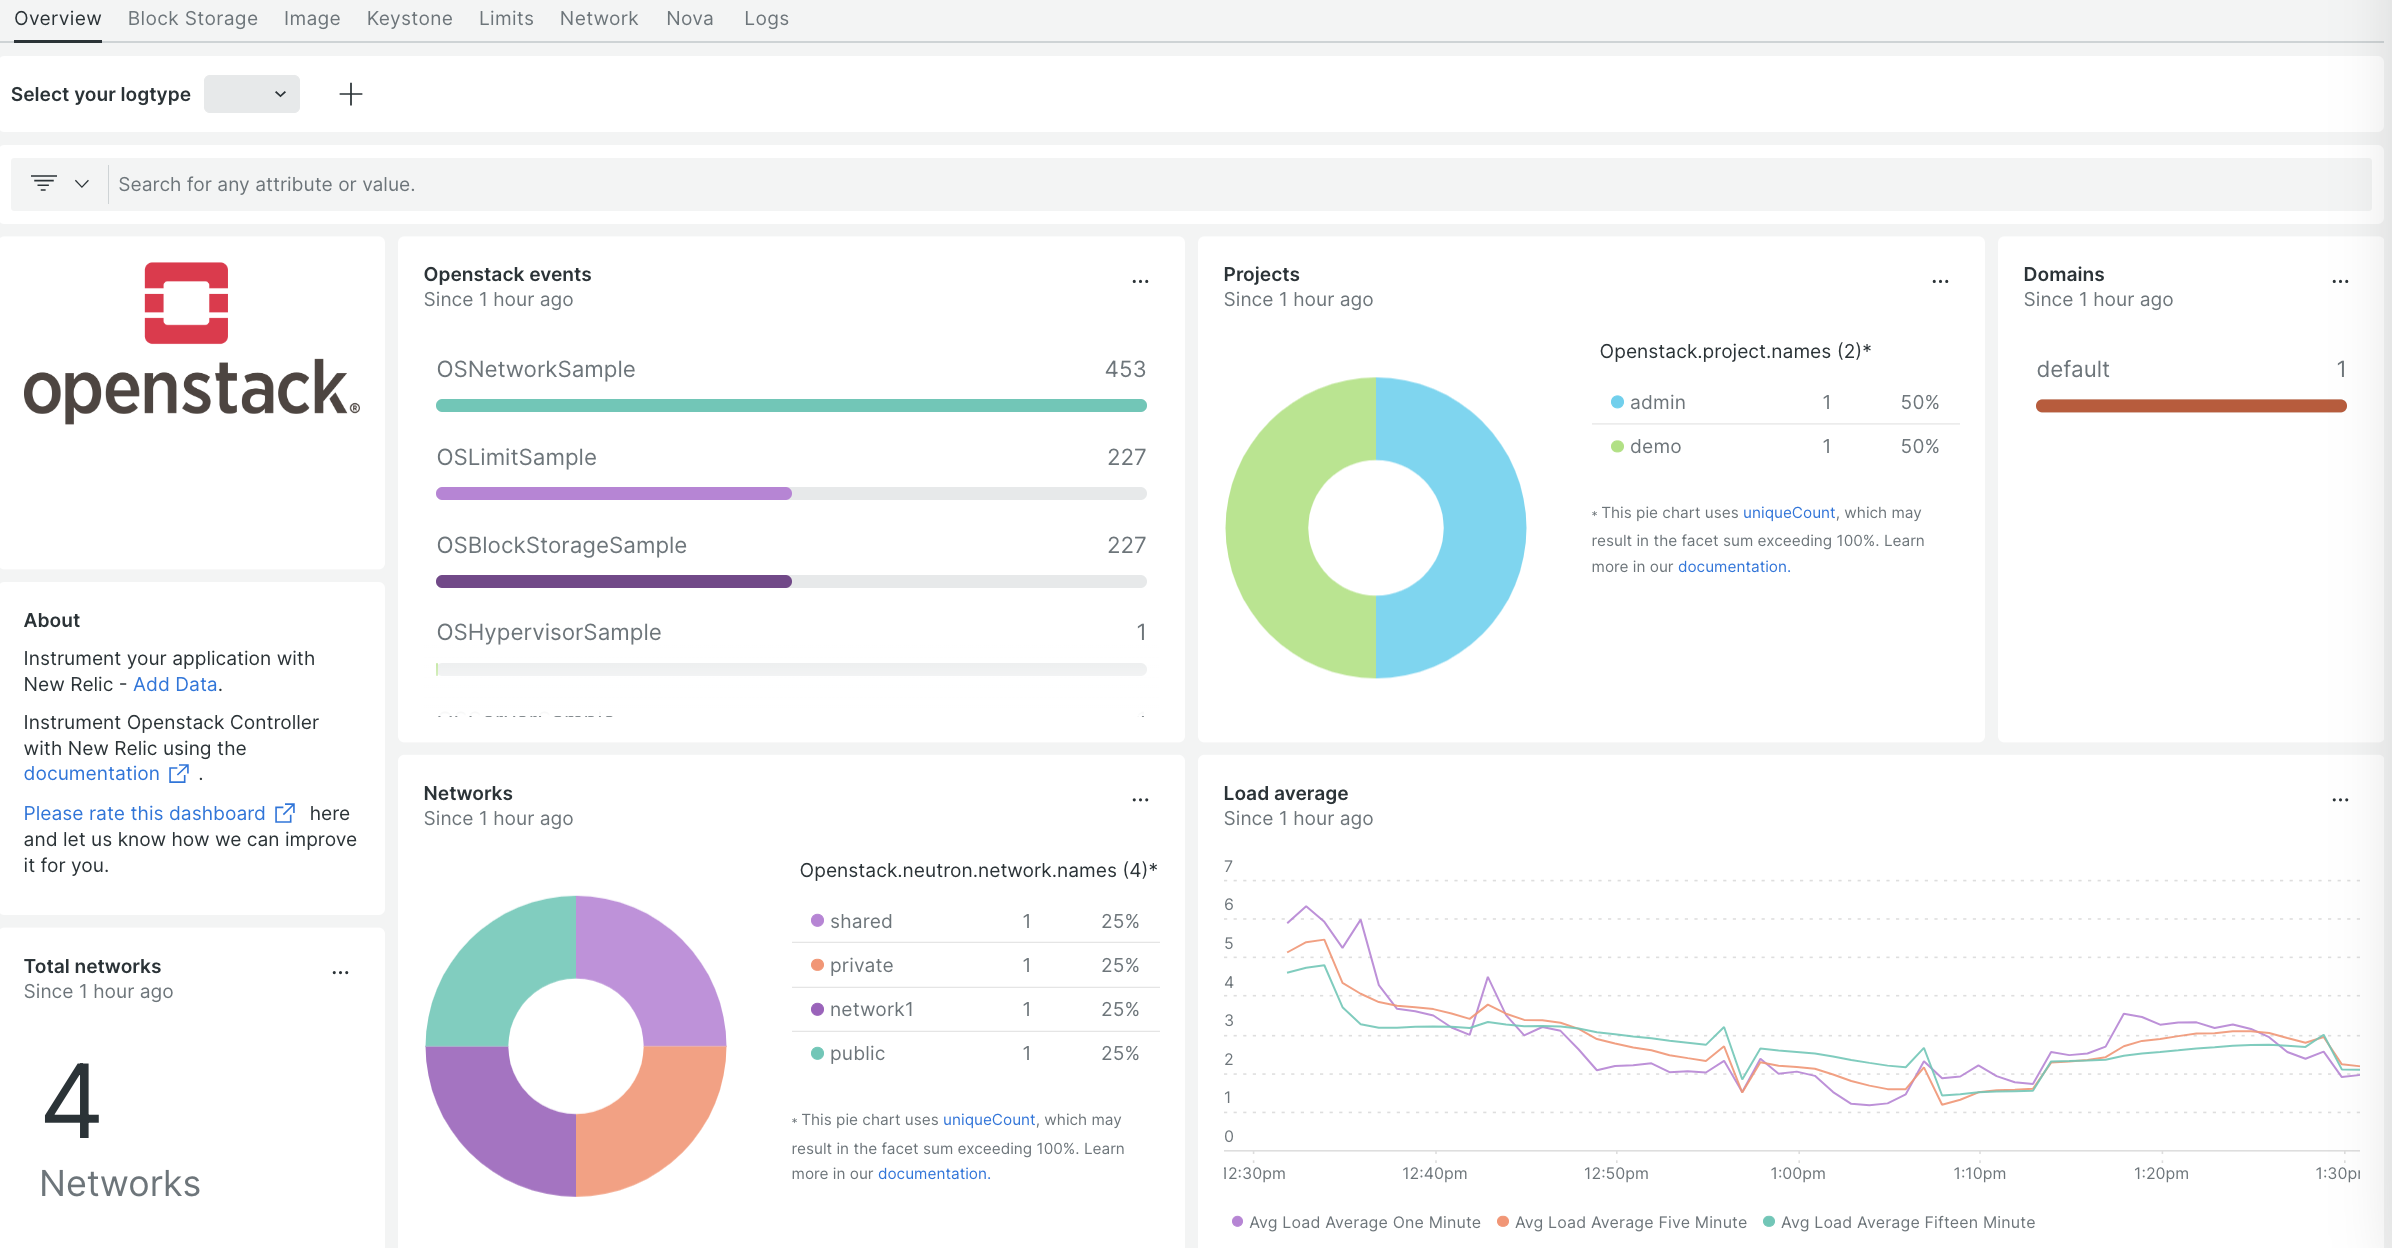 Overview Block Storage Image Keystone Limits Network Nova Logs
Select your logtype
Search for any attribute or value.
openstack®
About
Instrument your application with
New Relic - Add Data.
Instrument Openstack Controller
with New Relic using the
documentation .
Please rate this dashboard here
and let us know how we can improve
it for you.
Total networks
Since 1 hour ago
4
Networks
Openstack events
Since 1 hour ago
OSNetworkSample 453
OSLimitSample 227
OSBlockStorageSample 227
OSHypervisorSample 1
Projects
Since 1 hour ago
Openstack.project.names (2)*
admin 1 50%
demo 1 50%
* This pie chart uses uniqueCount, which may
result in the facet sum exceeding 100%. Learn
more in our documentation.
Domains
Since 1 hour ago
default 1
Networks
Since 1 hour ago
Openstack.neutron.network.names (4)*
shared 1 25%
private 1 25%
network1 1 25%
public 1 25%
* This pie chart uses uniqueCount, which may
result in the facet sum exceeding 100%. Learn
more in our documentation.
Load average
Since 1 hour ago
7
6
5
4
3
2
1
0
12:30pm 12:40pm 12:50pm 1:00pm 1:10pm 1:20pm 1:30p
Avg Load Average One Minute Avg Load Average Five Minute Avg Load Average Fifteen Minute